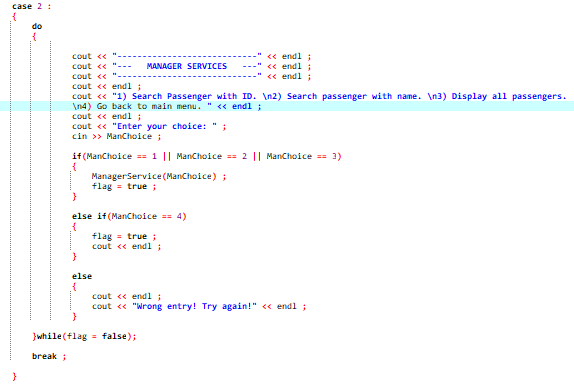 case 2 :
{
do
{
cout << "----------------------------" << endl ;
cout << "---   MANAGER SERVICES   ---" << endl ;
cout << "----------------------------" << endl ;
cout << endl ;
cout << "1) Search Passenger with ID. \n2) Search passenger with name. \n3) Display all passengers.
\n4) Go back to main menu. " << endl ;
cout << endl ;
cout << "Enter your choice: " ;
cin >> ManChoice ;
if(ManChoice == 1 || ManChoice == 2 || ManChoice == 3)
{
ManagerService(ManChoice) ;
flag = true ;
}
else if(ManChoice == 4)
{
flag = true ;
cout << endl ;
}
else
{
cout << endl ;
cout << "Wrong entry! Try again!" << endl ;
}
}while(flag = false);
break ;
}